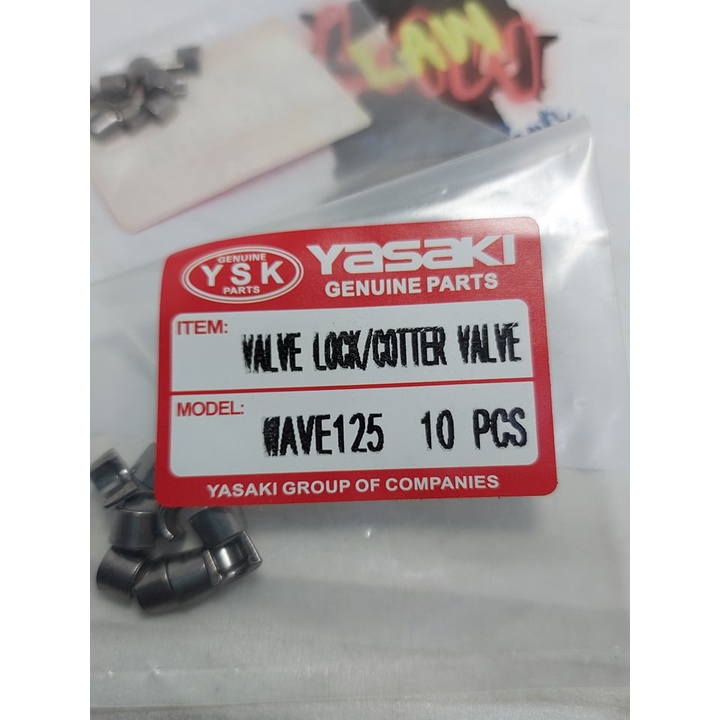 LAW
GENUINE
YSK
PARTS
Yasaki
GENUINE PARTS
ITEM:
VALVE LOCK/COTTER VALVE
MODEL:
WAVE125 10 PCS
YASAKI GROUP OF COMPANIES